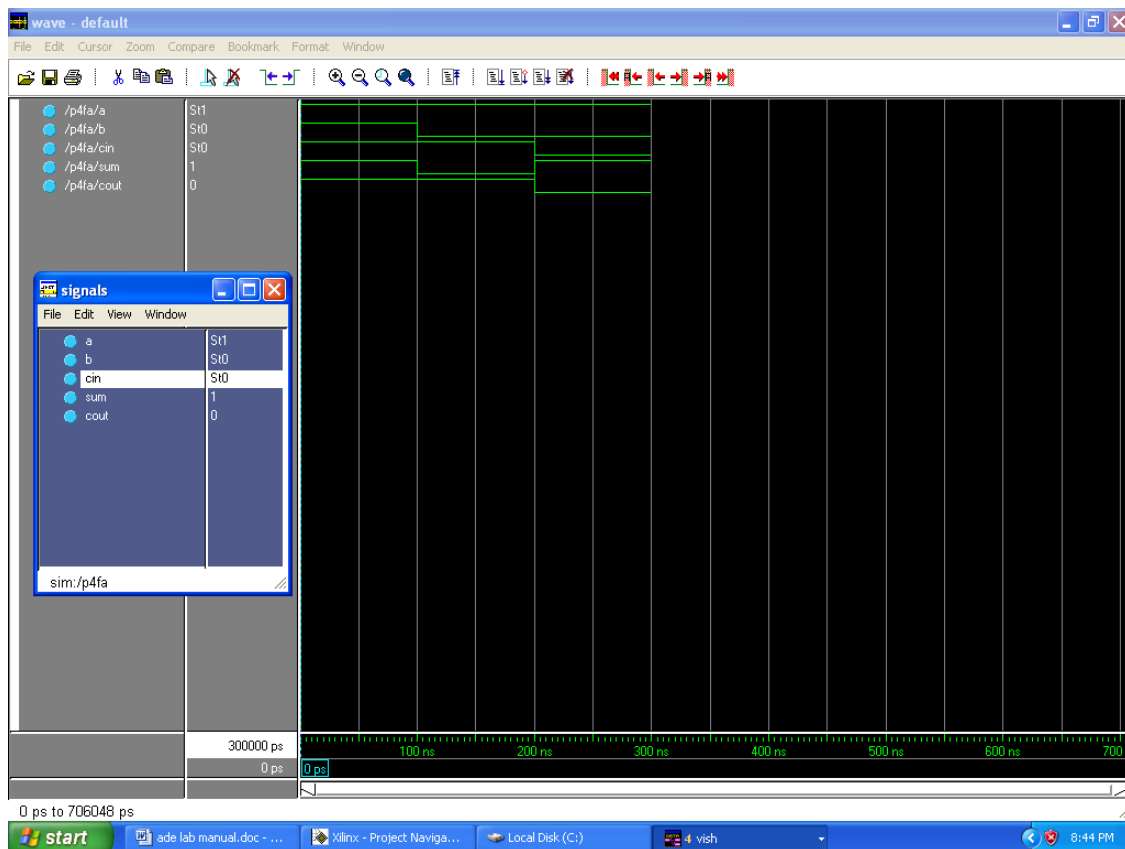 wave - default
File Edit Cursor Zoom Compare Bookmark Format Window
/p4fa/a St1
/p4fa/b St0
/p4fa/cin St0
/p4fa/sum 1
/p4fa/cout 0
signals
File Edit View Window
a St1
b St0
cin St0
sum 1
cout 0
sim:/p4fa
300000 ps
100 ns 200 ns 300 ns 400 ns 500 ns 600 ns 700
0 ps 0 ps
0 ps to 706048 ps
start ade lab manual.doc - ... Xilinx - Project Naviga... Local Disk (C:) 4 vish 8:44 PM